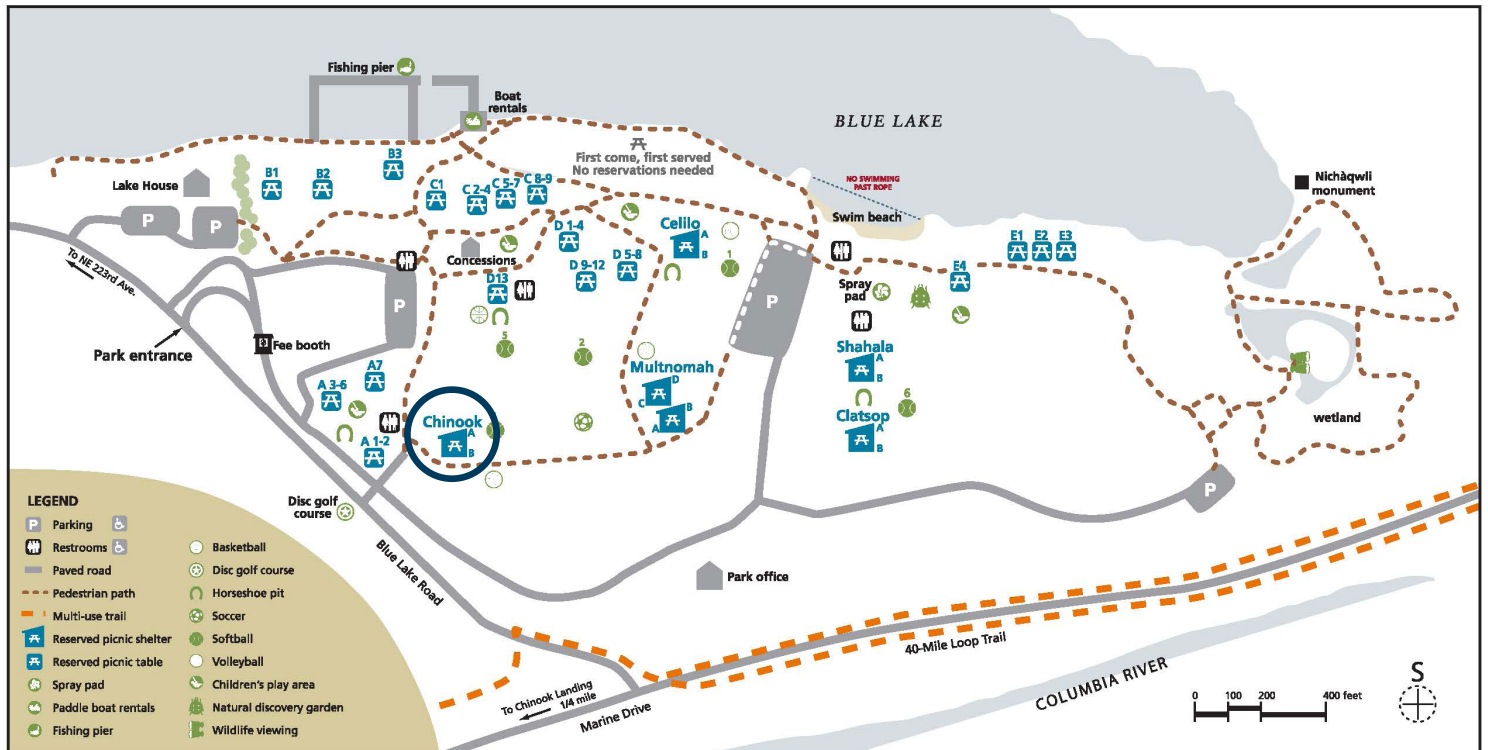 Fishing pier
Boat
rentals
BLUE LAKE
First come, first served
No reservations needed
NO SWIMMING
PAST ROPE
Swim beach
Nichàqwli
monument
Lake House
B1
B2
B3
C1
C 2-4
C 5-7
C 8-9
P
P
To NE 223rd Ave.
Concessions
D 1-4
D 9-12
D 5-8
D13
Celilo
A
B
1
P
P
E1
E2
E3
E4
Spray
pad
Park entrance
Fee booth
5
2
Multnomah
D
C
B
A
Shahala
A
B
6
Clatsop
A
B
wetland
A7
A 3-6
A 1-2
Chinook
A
B
P
Disc golf
course
Blue Lake Road
Park office
40-Mile Loop Trail
COLUMBIA RIVER
To Chinook Landing
1/4 mile
Marine Drive
0 100 200 400 feet
S
LEGEND
P Parking
Restrooms
Paved road
Pedestrian path
Multi-use trail
Reserved picnic shelter
Reserved picnic table
Spray pad
Paddle boat rentals
Fishing pier
Basketball
Disc golf course
Horseshoe pit
Soccer
Softball
Volleyball
Children's play area
Natural discovery garden
Wildlife viewing